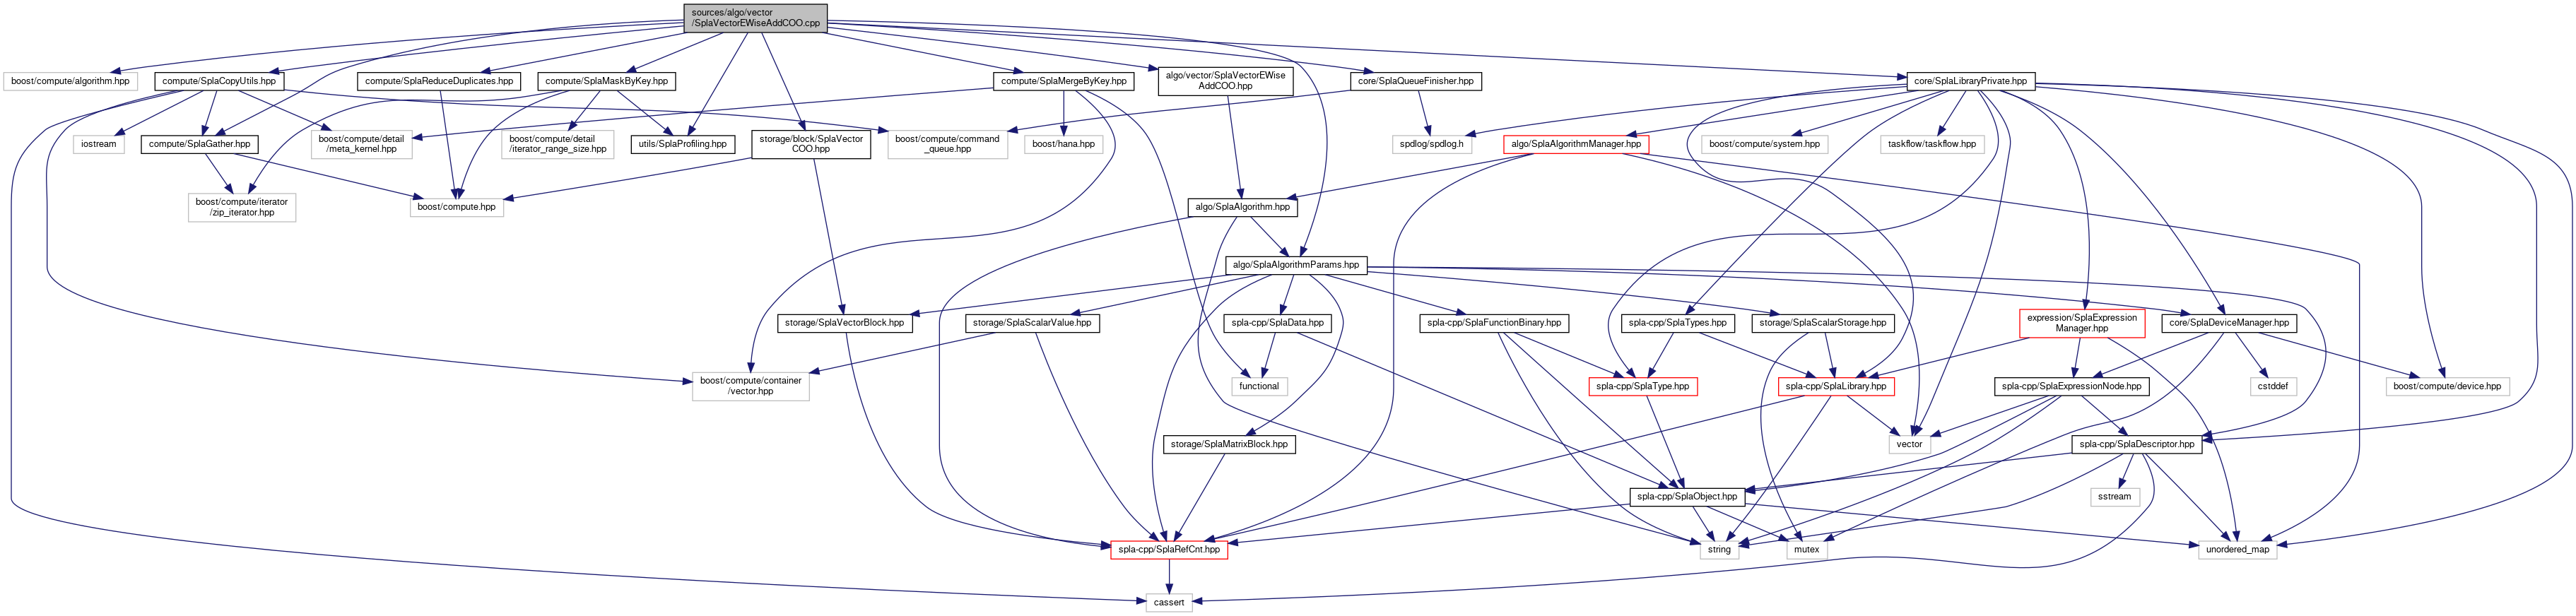 sources/algo/vector
/SplaVectorEWiseAddCOO.cpp
boost/compute/algorithm.hpp
compute/SplaCopyUtils.hpp
compute/SplaReduceDuplicates.hpp
compute/SplaMaskByKey.hpp
compute/SplaMergeByKey.hpp
algo/vector/SplaVectorEWise
AddCOO.hpp
core/SplaQueueFinisher.hpp
core/SplaLibraryPrivate.hpp
iostream
compute/SplaGather.hpp
boost/compute/detail
/meta_kernel.hpp
boost/compute/detail
/iterator_range_size.hpp
utils/SplaProfiling.hpp
storage/block/SplaVector
COO.hpp
boost/compute/command
_queue.hpp
boost/hana.hpp
spdlog/spdlog.h
algo/SplaAlgorithmManager.hpp
boost/compute/system.hpp
taskflow/taskflow.hpp
boost/compute/iterator
/zip_iterator.hpp
boost/compute.hpp
algo/SplaAlgorithm.hpp
algo/SplaAlgorithmParams.hpp
storage/SplaVectorBlock.hpp
storage/SplaScalarValue.hpp
spla-cpp/SplaData.hpp
spla-cpp/SplaFunctionBinary.hpp
spla-cpp/SplaTypes.hpp
storage/SplaScalarStorage.hpp
expression/SplaExpression
Manager.hpp
core/SplaDeviceManager.hpp
boost/compute/container
/vector.hpp
functional
spla-cpp/SplaType.hpp
spla-cpp/SplaLibrary.hpp
spla-cpp/SplaExpressionNode.hpp
cstddef
boost/compute/device.hpp
storage/SplaMatrixBlock.hpp
vector
spla-cpp/SplaDescriptor.hpp
spla-cpp/SplaObject.hpp
sstream
spla-cpp/SplaRefCnt.hpp
string
mutex
unordered_map
cassert